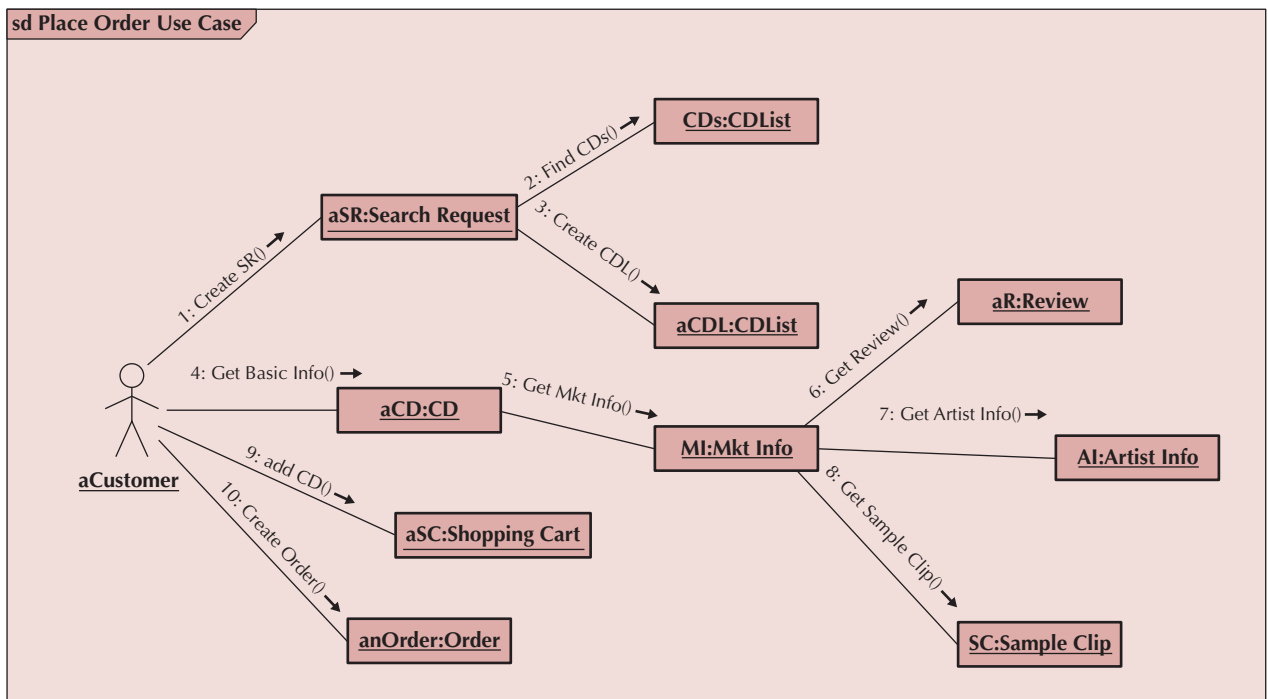 sd Place Order Use Case
CDs:CDList
2: Find CDs()
aSR:Search Request
3: Create CDL()
1: Create SR()
aCDL:CDList
aR:Review
6: Get Review()
4: Get Basic Info()
5: Get Mkt Info()
aCD:CD
7: Get Artist Info()
MI:Mkt Info
AI:Artist Info
aCustomer
9: add CD()
8: Get Sample Clip()
10: Create Order()
aSC:Shopping Cart
anOrder:Order
SC:Sample Clip